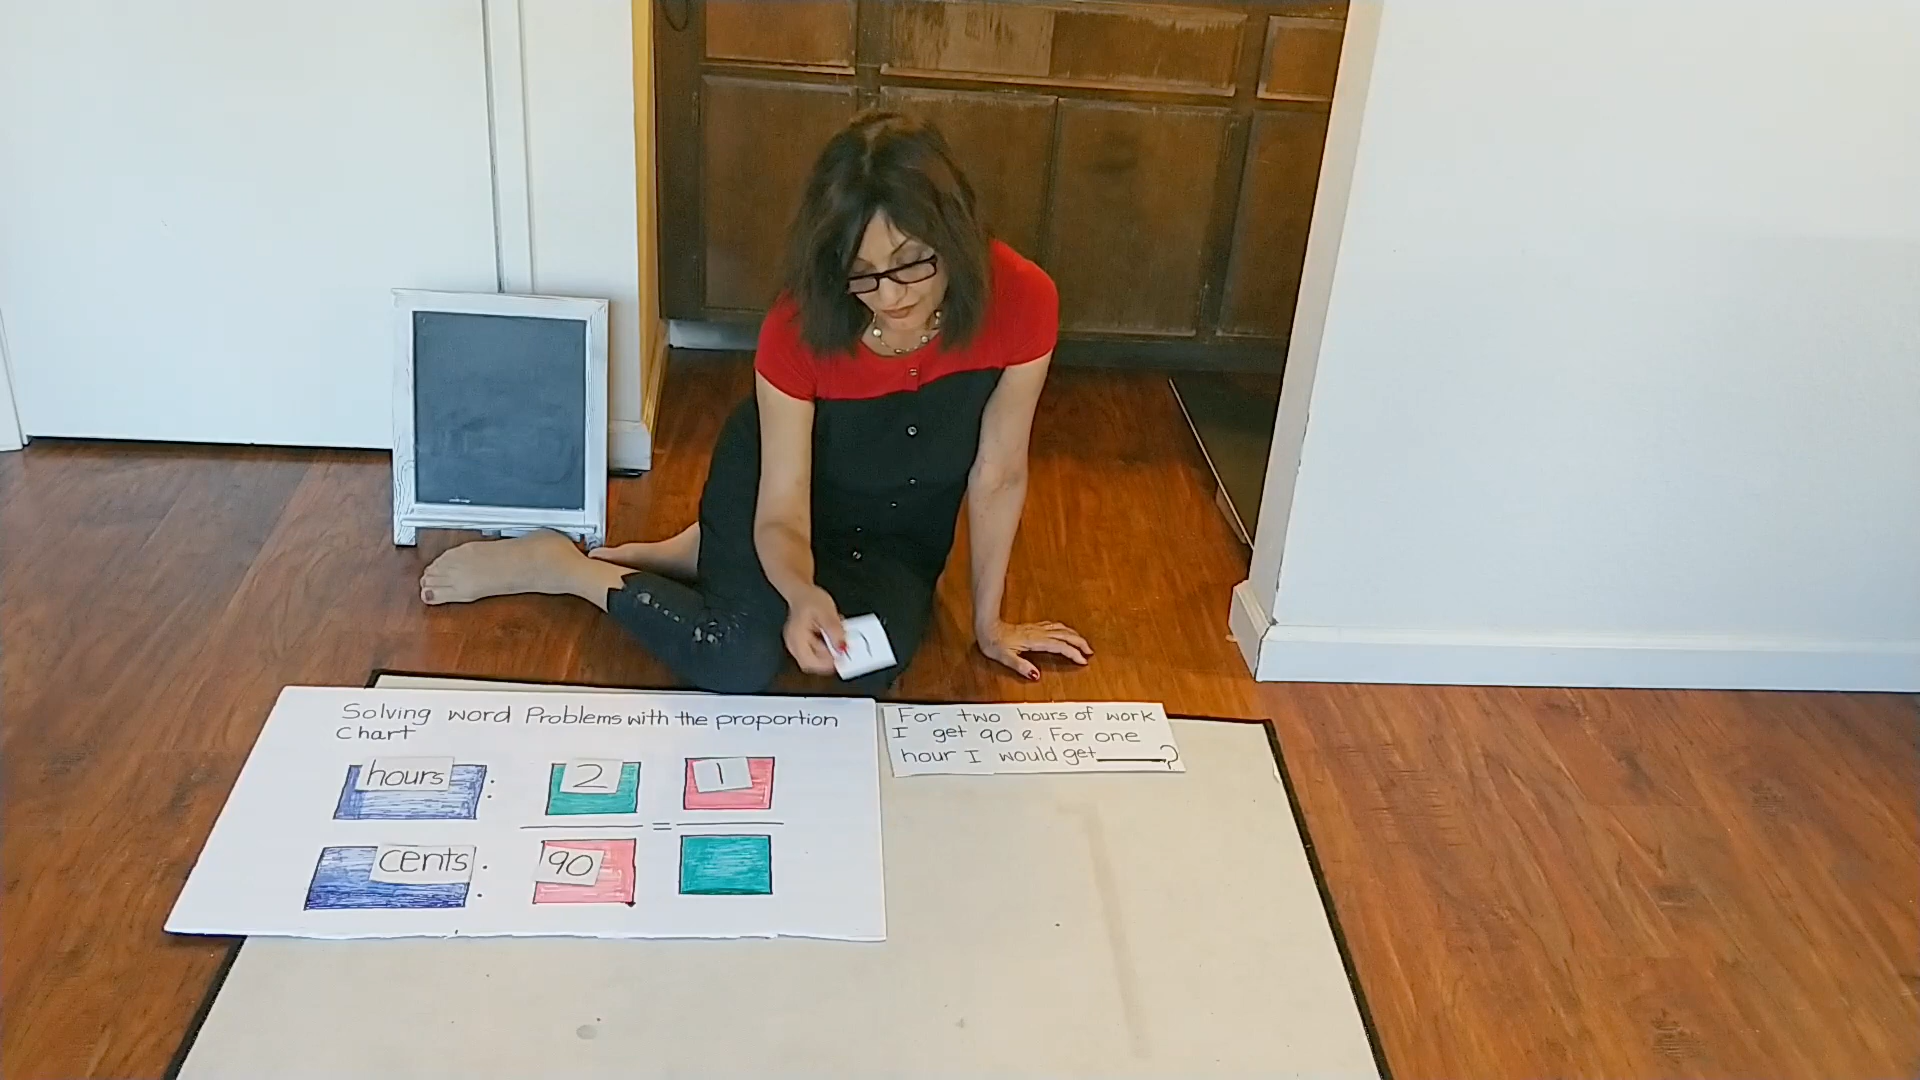 Solving word Problems with the proportion
Chart
hours : 2 1
=
cents : 90
For two hours of work
I get 90 ¢. For one
hour I would get______?